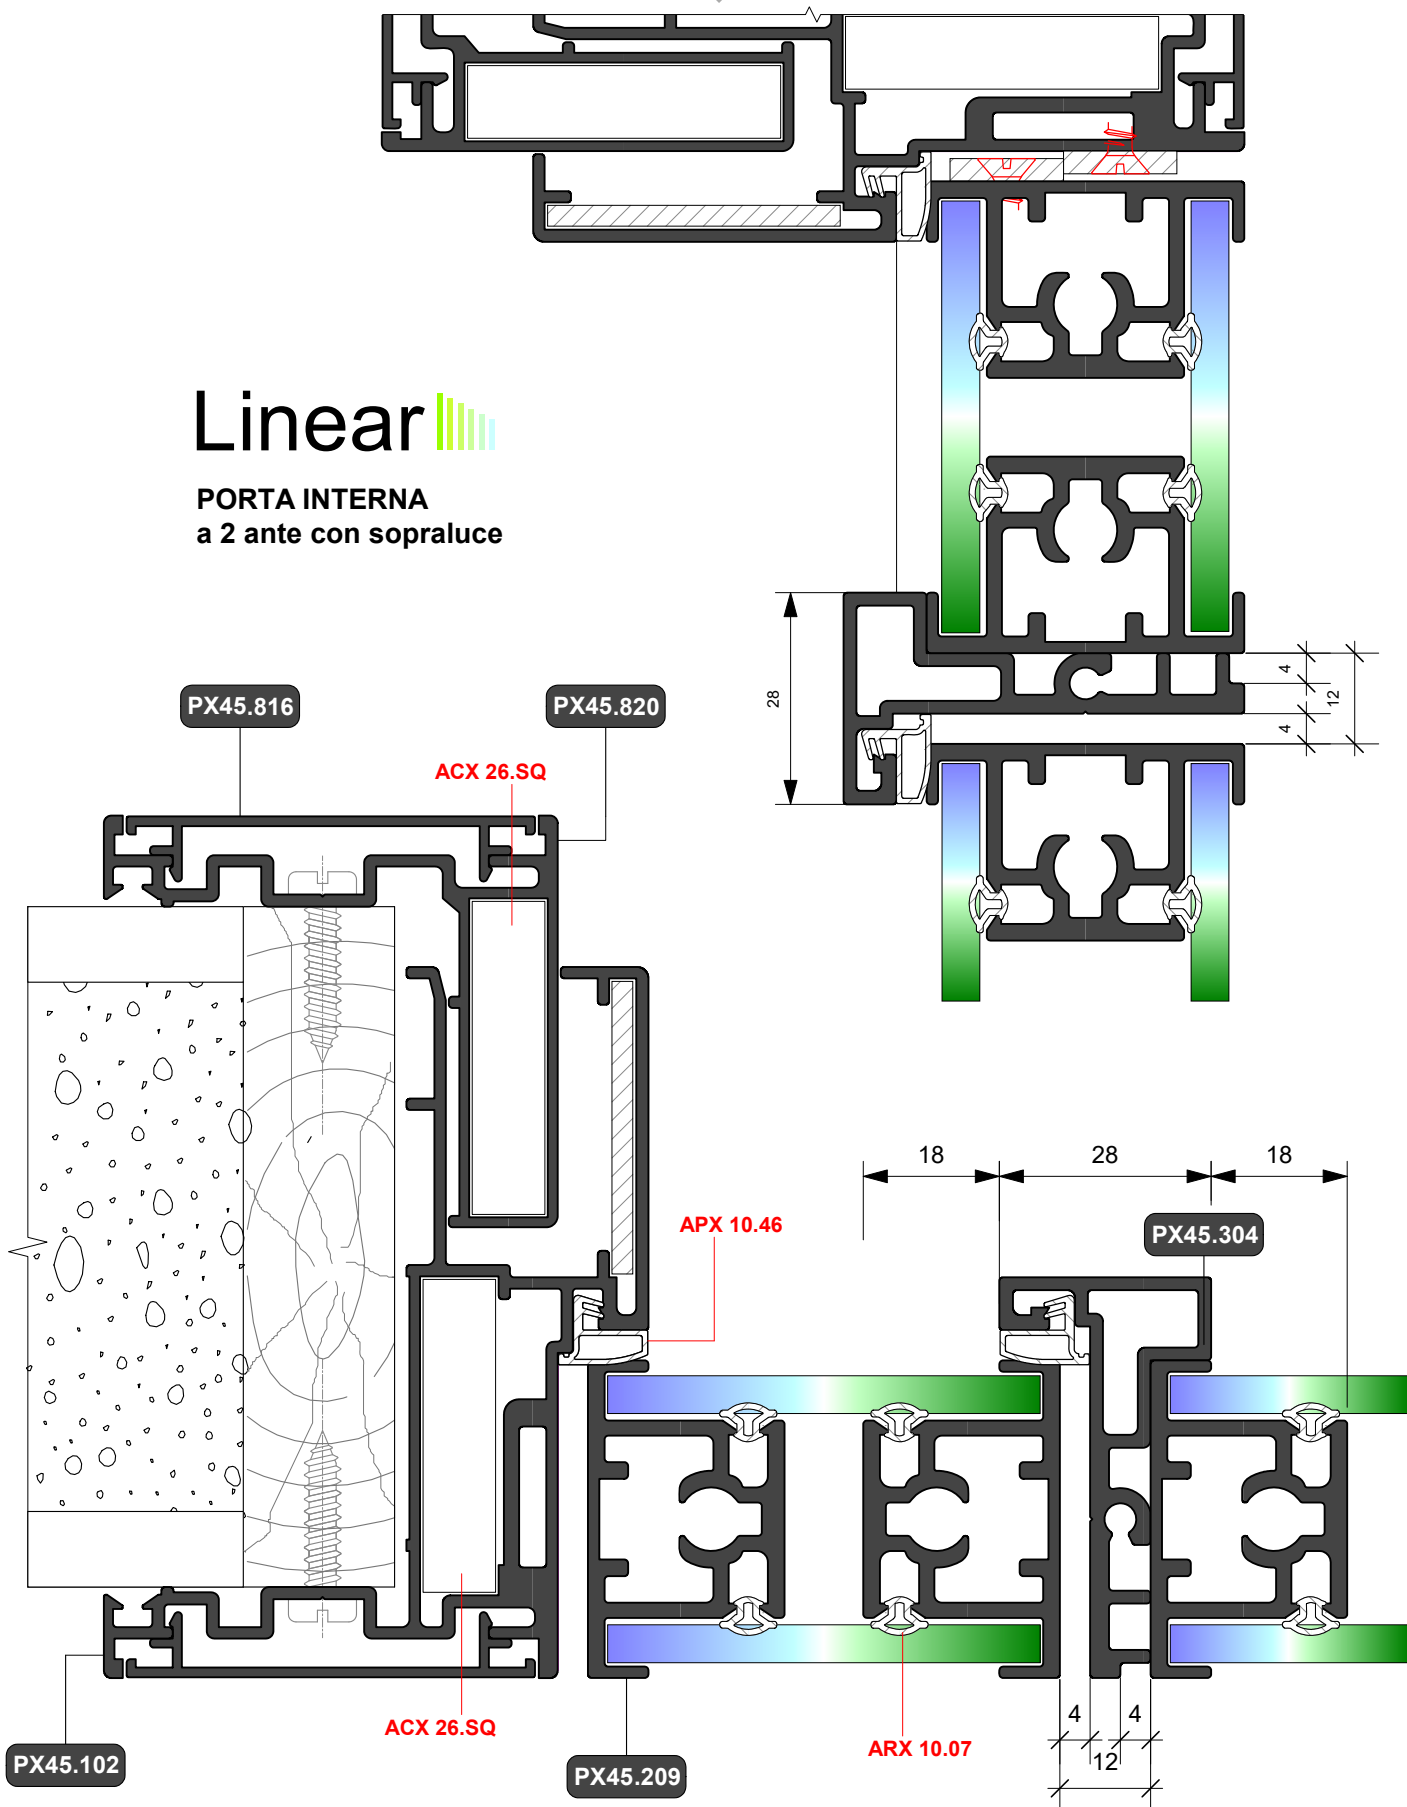 Linear
PORTA INTERNA
a 2 ante con sopraluce
28
4
12
4
PX45.816
PX45.820
ACX 26.SQ
18
28
18
APX 10.46
PX45.304
4
4
12
ACX 26.SQ
ARX 10.07
PX45.102
PX45.209